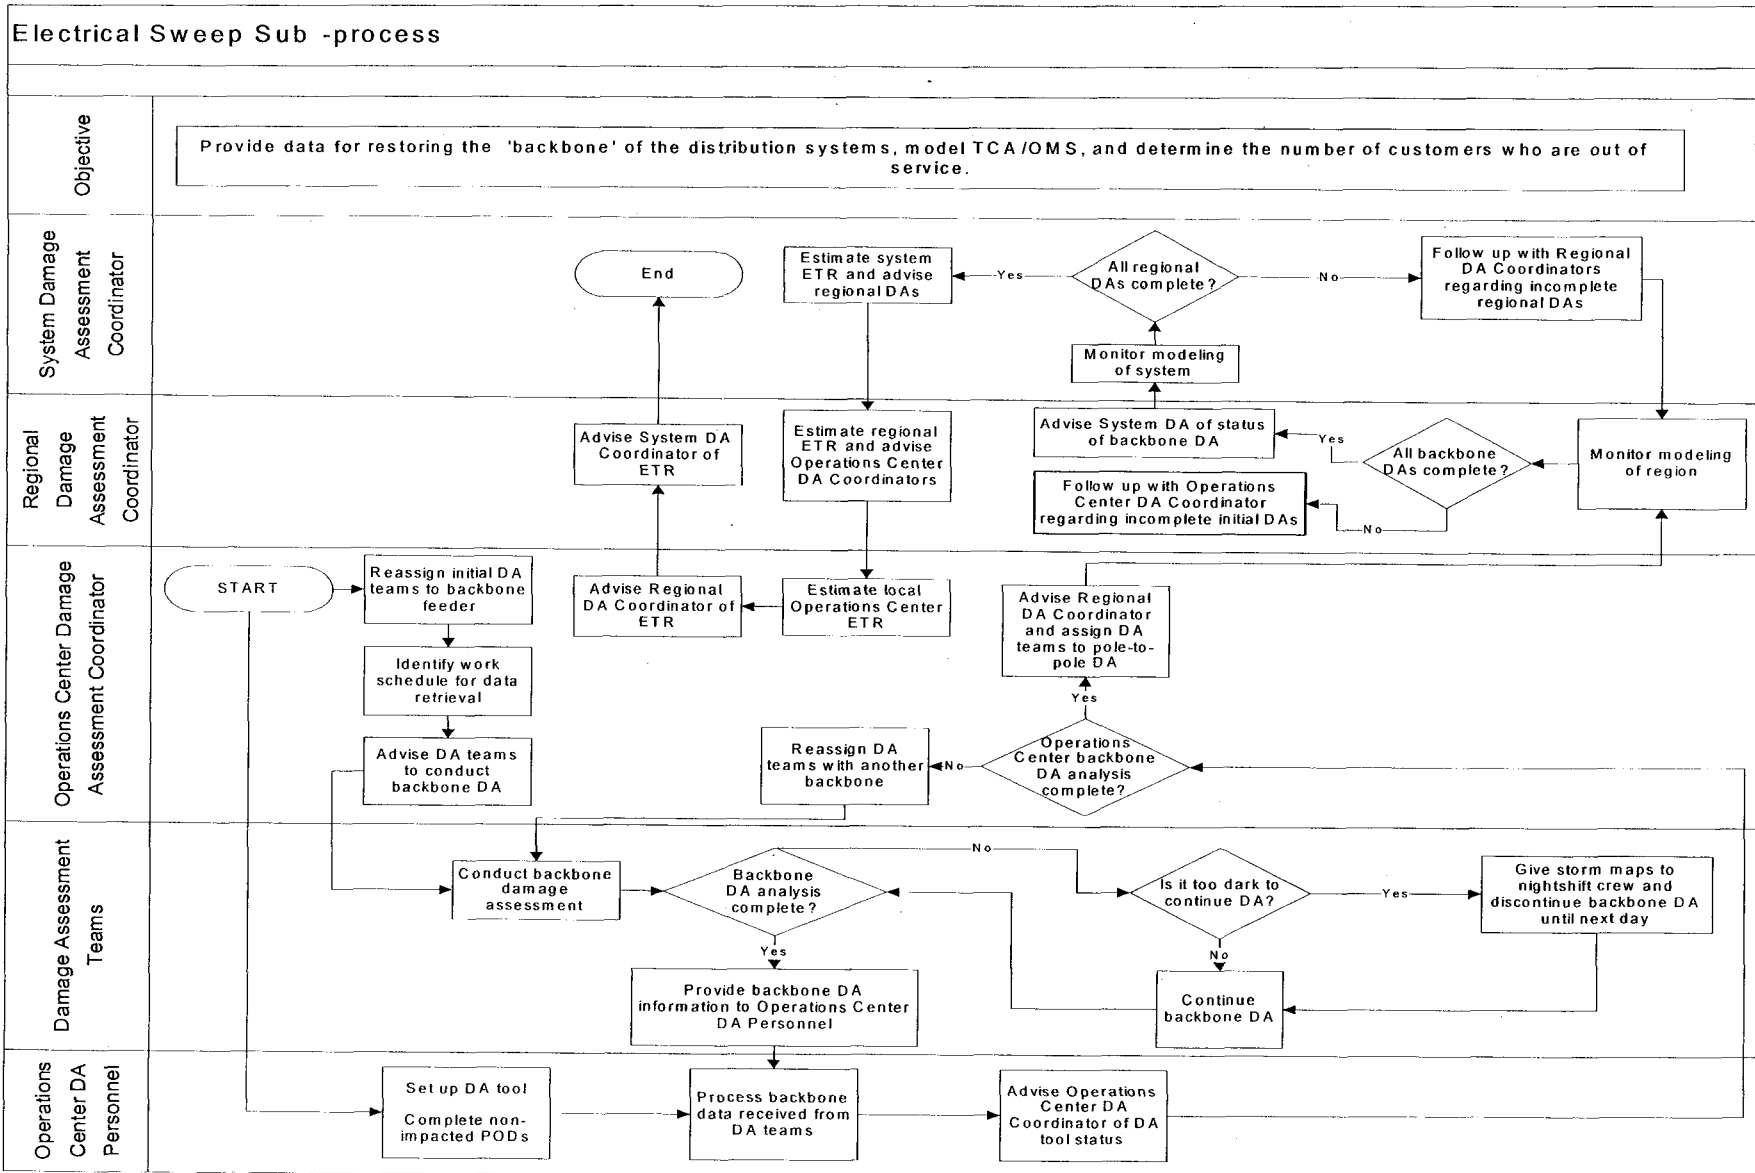 Electrical Sweep Sub -process
Objective
Provide data for restoring the 'backbone' of the distribution systems, model TCA/OMS, and determine the number of customers who are out of
service.
System Damage
Assessment
Coordinator
End
Estimate system
ETR and advise
regional DAs
Yes
All regional
DAs complete?
No
Follow up with Regional
DA Coordinators
regarding incomplete
regional DAs
Monitor modeling
of system
Regional
Damage
Assessment
Coordinator
Advise System DA
Coordinator of
ETR
Estimate regional
ETR and advise
Operations Center
DA Coordinators
Advise System DA of status
of backbone DA
Yes
All backbone
DAs complete?
Monitor modeling
of region
Follow up with Operations
Center DA Coordinator
regarding incomplete initial DAs
No
Operations Center Damage
Assessment Coordinator
START
Reassign initial DA
teams to backbone
feeder
Advise Regional
DA Coordinator of
ETR
Estimate local
Operations Center
ETR
Advise Regional
DA Coordinator
and assign DA
teams to pole-to-
pole DA
Identify work
schedule for data
retrieval
Yes
Advise DA teams
to conduct
backbone DA
Reassign DA
teams with another
backbone
No
Operations
Center backbone
DA analysis
complete?
Damage Assessment
Teams
Conduct backbone
damage
assessment
Backbone
DA analysis
complete?
No
Is it too dark to
continue DA?
Yes
Give storm maps to
nightshift crew and
discontinue backbone DA
until next day
Yes
No
Provide backbone DA
information to Operations Center
DA Personnel
Continue
backbone DA
Operations
Center DA
Personnel
Set up DA tool
Complete non-
impacted PODs
Process backbone
data received from
DA teams
Advise Operations
Center DA
Coordinator of DA
tool status